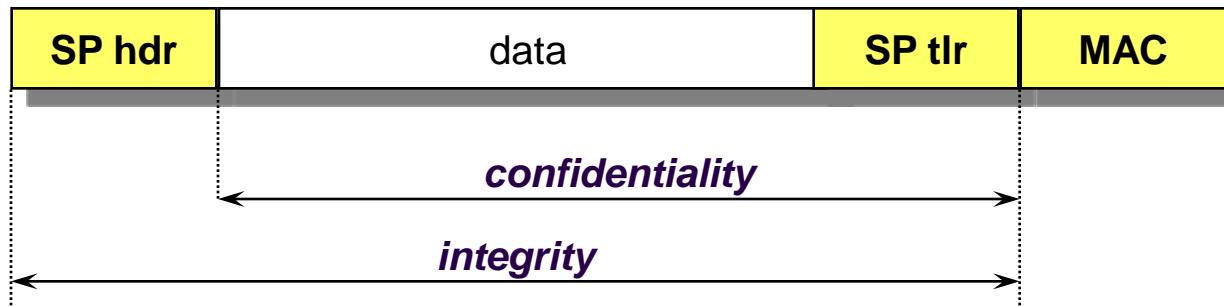 SP hdr data SP tlr MAC
confidentiality
integrity